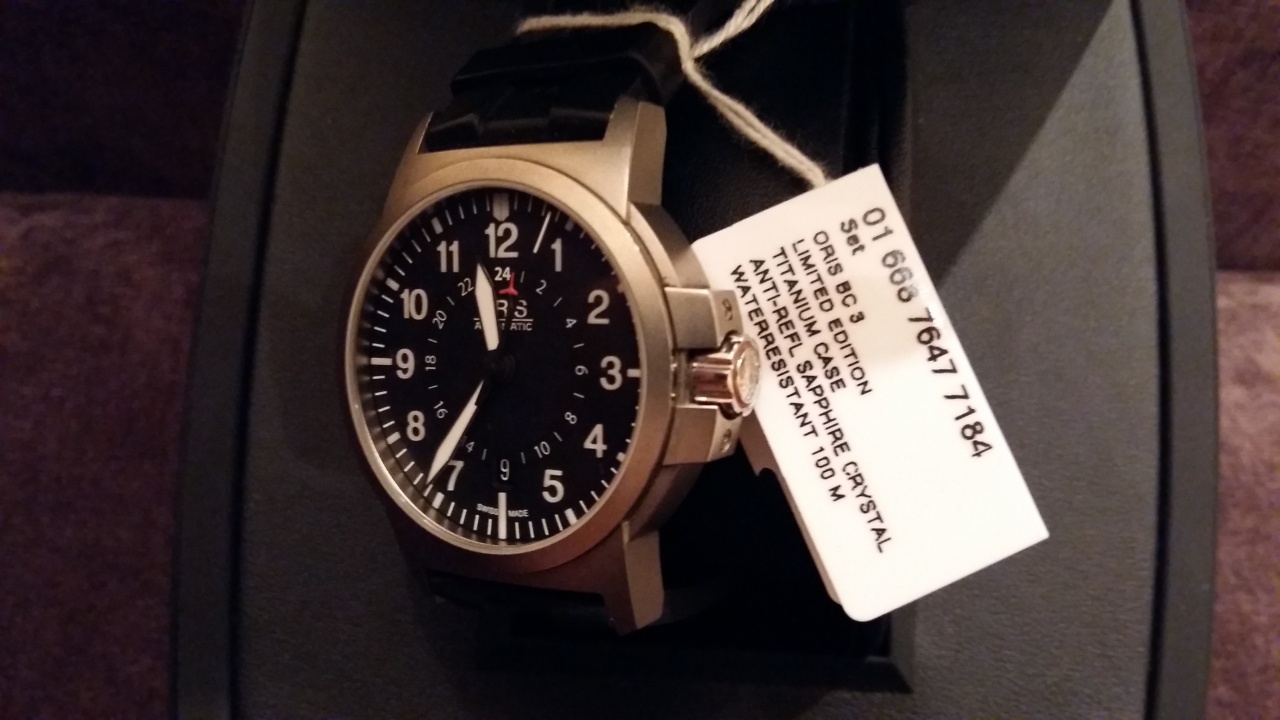 12
11
1
24
22
2
10
2
20
4
9
18
6
3
8
16
8
4
10
9
7
5
SWISS MADE
01 668 7647 7184
Set
ORIS BC 3
LIMITED EDITION
TITANIUM CASE
ANTI-REFL SAPPHIRE CRYSTAL
WATERRESISTANT 100 M